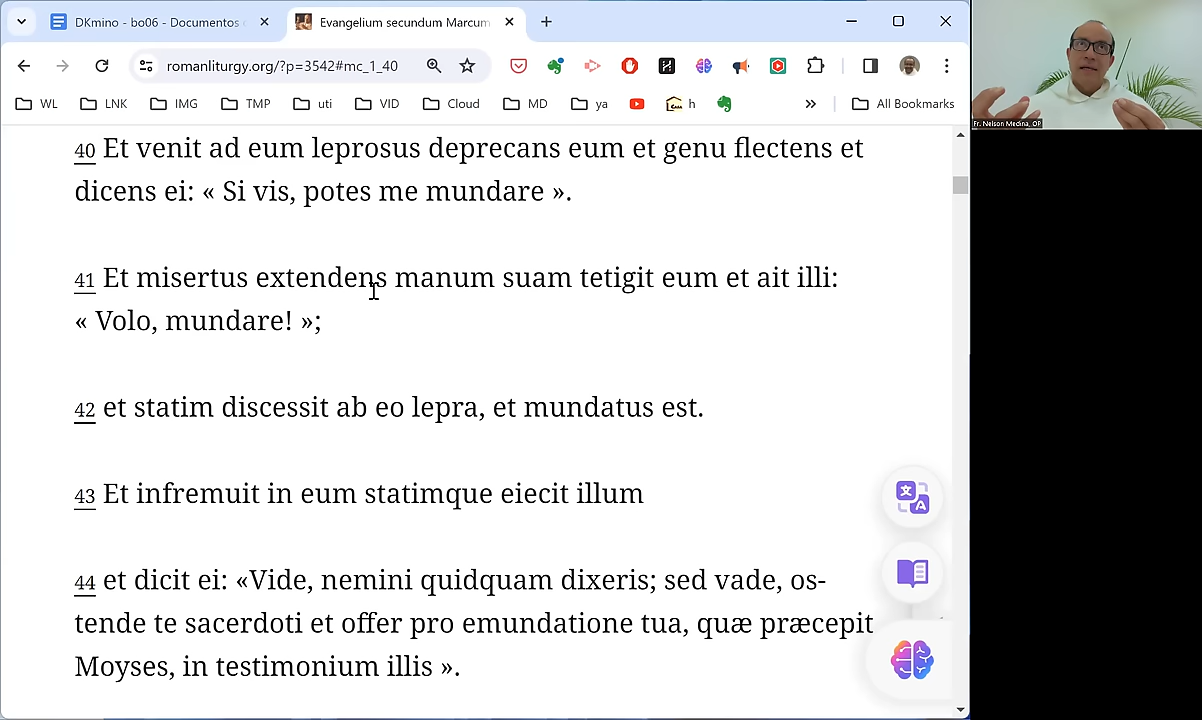 DKmino - bo06 - Documentos
Evangelium secundum Marcum
romanliturgy.org/?p=3542#mc_1_40
WL LNK IMG TMP uti VID Cloud MD ya h » All Bookmarks
Fr. Nelson Medina, OP
40 Et venit ad eum leprosus deprecans eum et genu flectens et
dicens ei: « Si vis, potes me mundare ».
41 Et misertus extendens manum suam tetigit eum et ait illi:
« Volo, mundare! »;
42 et statim discessit ab eo lepra, et mundatus est.
43 Et infremuit in eum statimque eiecit illum
44 et dicit ei: «Vide, nemini quidquam dixeris; sed vade, os-
tende te sacerdoti et offer pro emundatione tua, quæ præcepit
Moyses, in testimonium illis ».